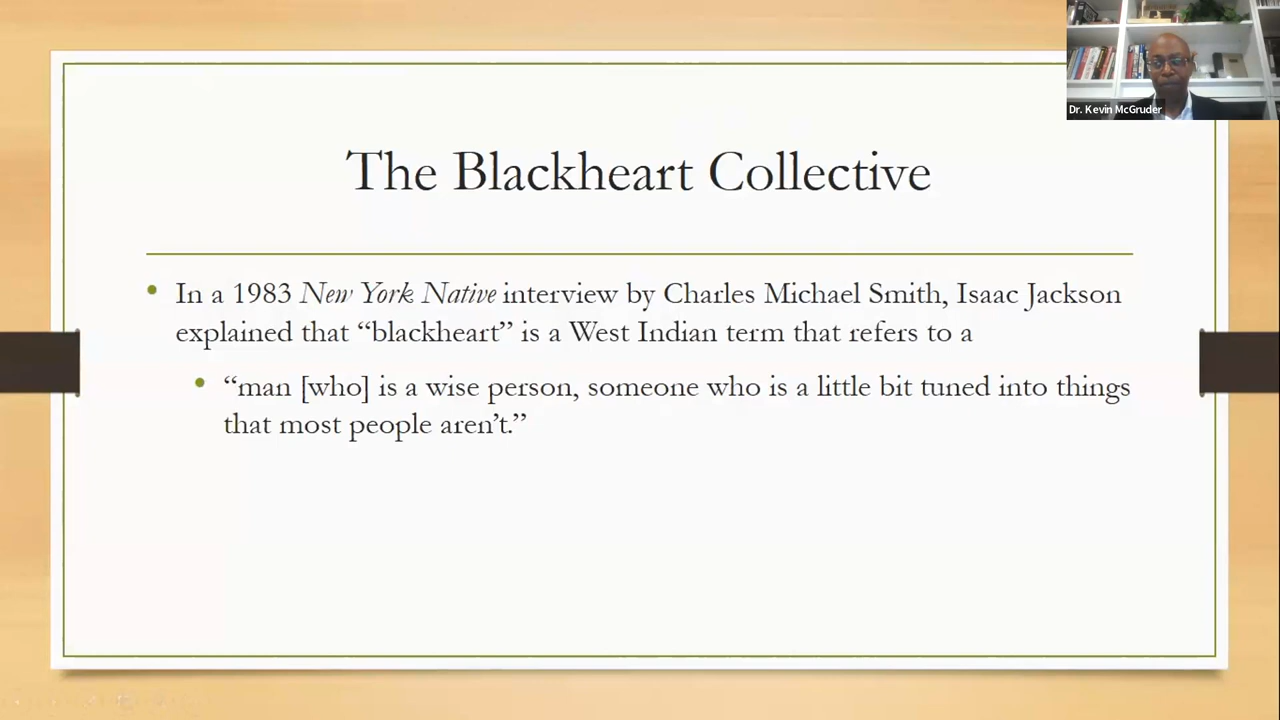 Dr. Kevin McGruder
The Blackheart Collective
In a 1983 New York Native interview by Charles Michael Smith, Isaac Jackson
explained that “blackheart” is a West Indian term that refers to a
“man [who] is a wise person, someone who is a little bit tuned into things
that most people aren’t.”